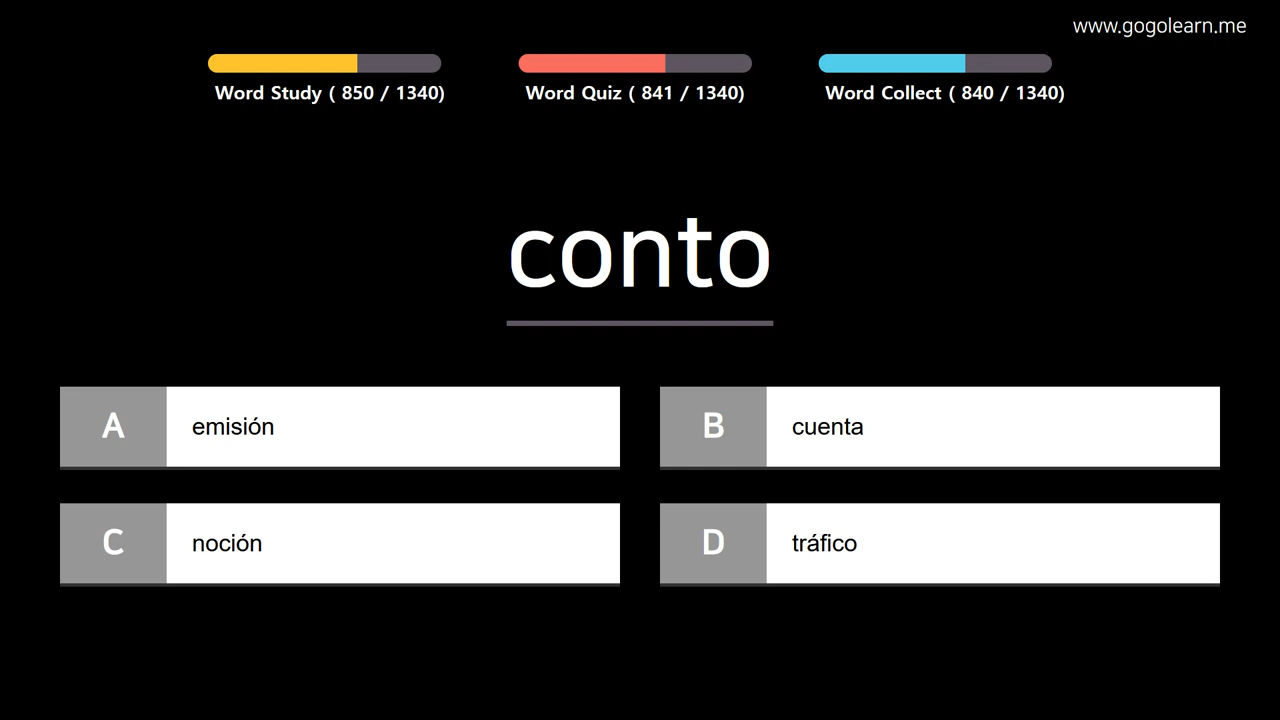 www.gogolearn.me
Word Study ( 850 / 1340)
Word Quiz ( 841 / 1340)
Word Collect ( 840 / 1340)
conto
A emisión
B cuenta
C noción
D tráfico